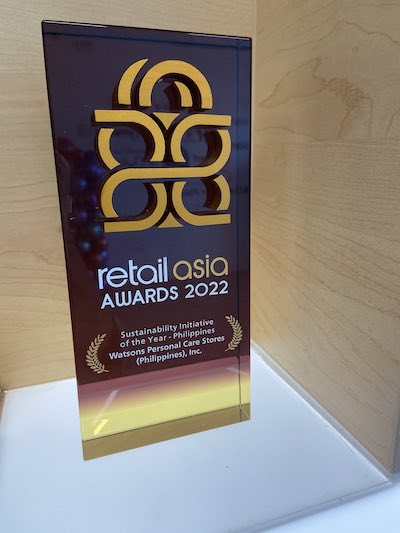 retail asia
AWARDS 2022
Sustainability Initiative
of the Year - Philippines
Watsons Personal Care Stores
(Philippines), Inc.